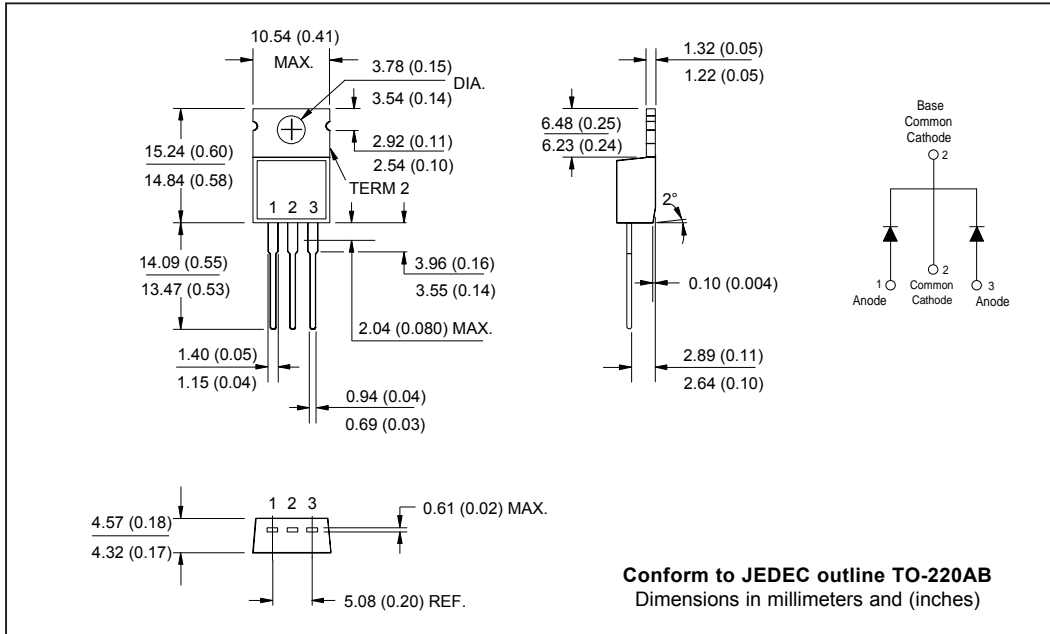 10.54 (0.41)
MAX.
3.78 (0.15)
3.54 (0.14)
DIA.
15.24 (0.60)
14.84 (0.58)
2.92 (0.11)
2.54 (0.10)
TERM 2
1 2 3
14.09 (0.55)
13.47 (0.53)
3.96 (0.16)
3.55 (0.14)
2.04 (0.080) MAX.
1.40 (0.05)
1.15 (0.04)
0.94 (0.04)
0.69 (0.03)
1.32 (0.05)
1.22 (0.05)
6.48 (0.25)
6.23 (0.24)
2°
0.10 (0.004)
2.89 (0.11)
2.64 (0.10)
Base
Common
Cathode
2
1
Anode
2
Common
Cathode
3
Anode
1 2 3
4.57 (0.18)
4.32 (0.17)
0.61 (0.02) MAX.
5.08 (0.20) REF.
Conform to JEDEC outline TO-220AB
Dimensions in millimeters and (inches)